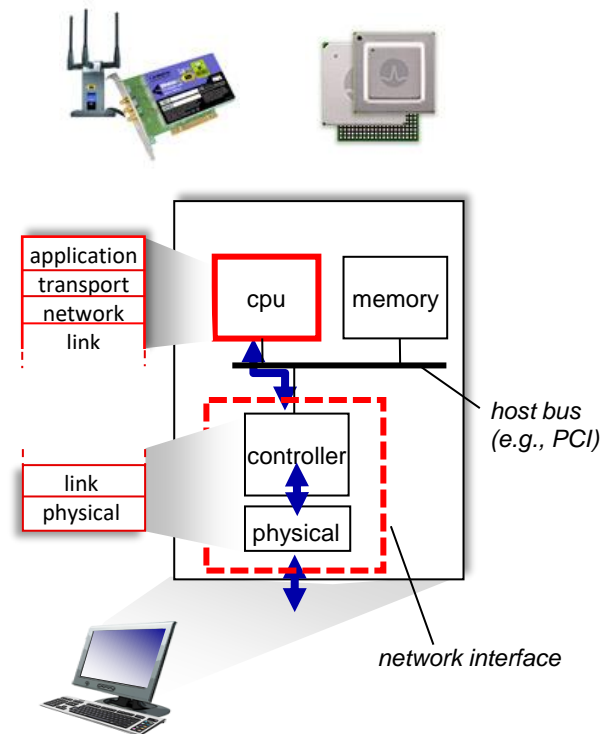 application
transport
network
link
cpu
memory
host bus
(e.g., PCI)
controller
link
physical
physical
network interface